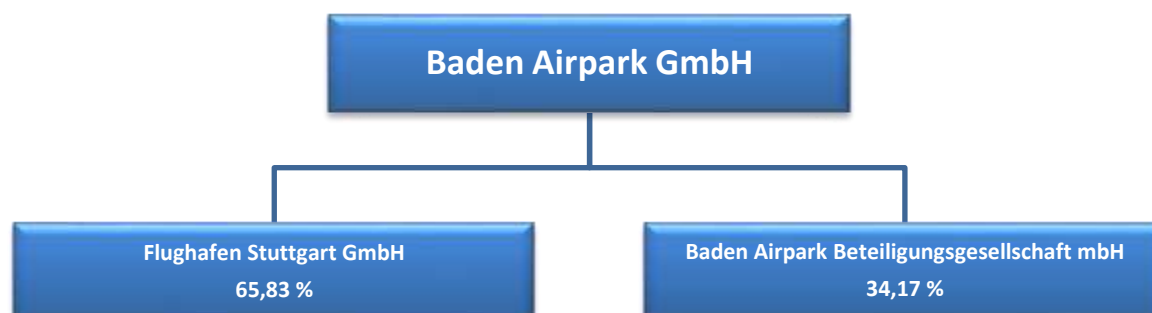 Baden Airpark GmbH
Flughafen Stuttgart GmbH
65,83 %
Baden Airpark Beteiligungsgesellschaft mbH
34,17 %